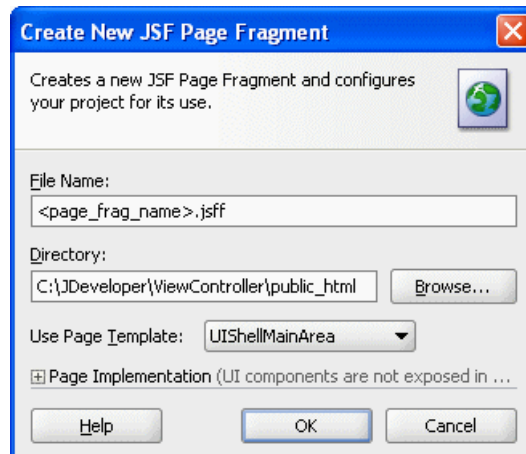 Create New JSF Page Fragment
Creates a new JSF Page Fragment and configures
your project for its use.
File Name:
<page_frag_name>.jsff
Directory:
C:\JDeveloper\ViewController\public_html
Browse...
Use Page Template:
UIShellMainArea
Page Implementation (UI components are not exposed in ...
Help
OK
Cancel